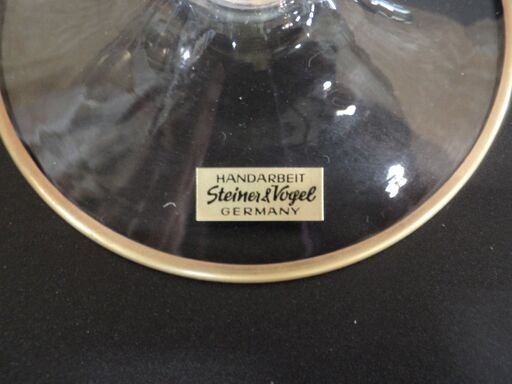 HANDARBEIT
Steiner & Vogel
GERMANY